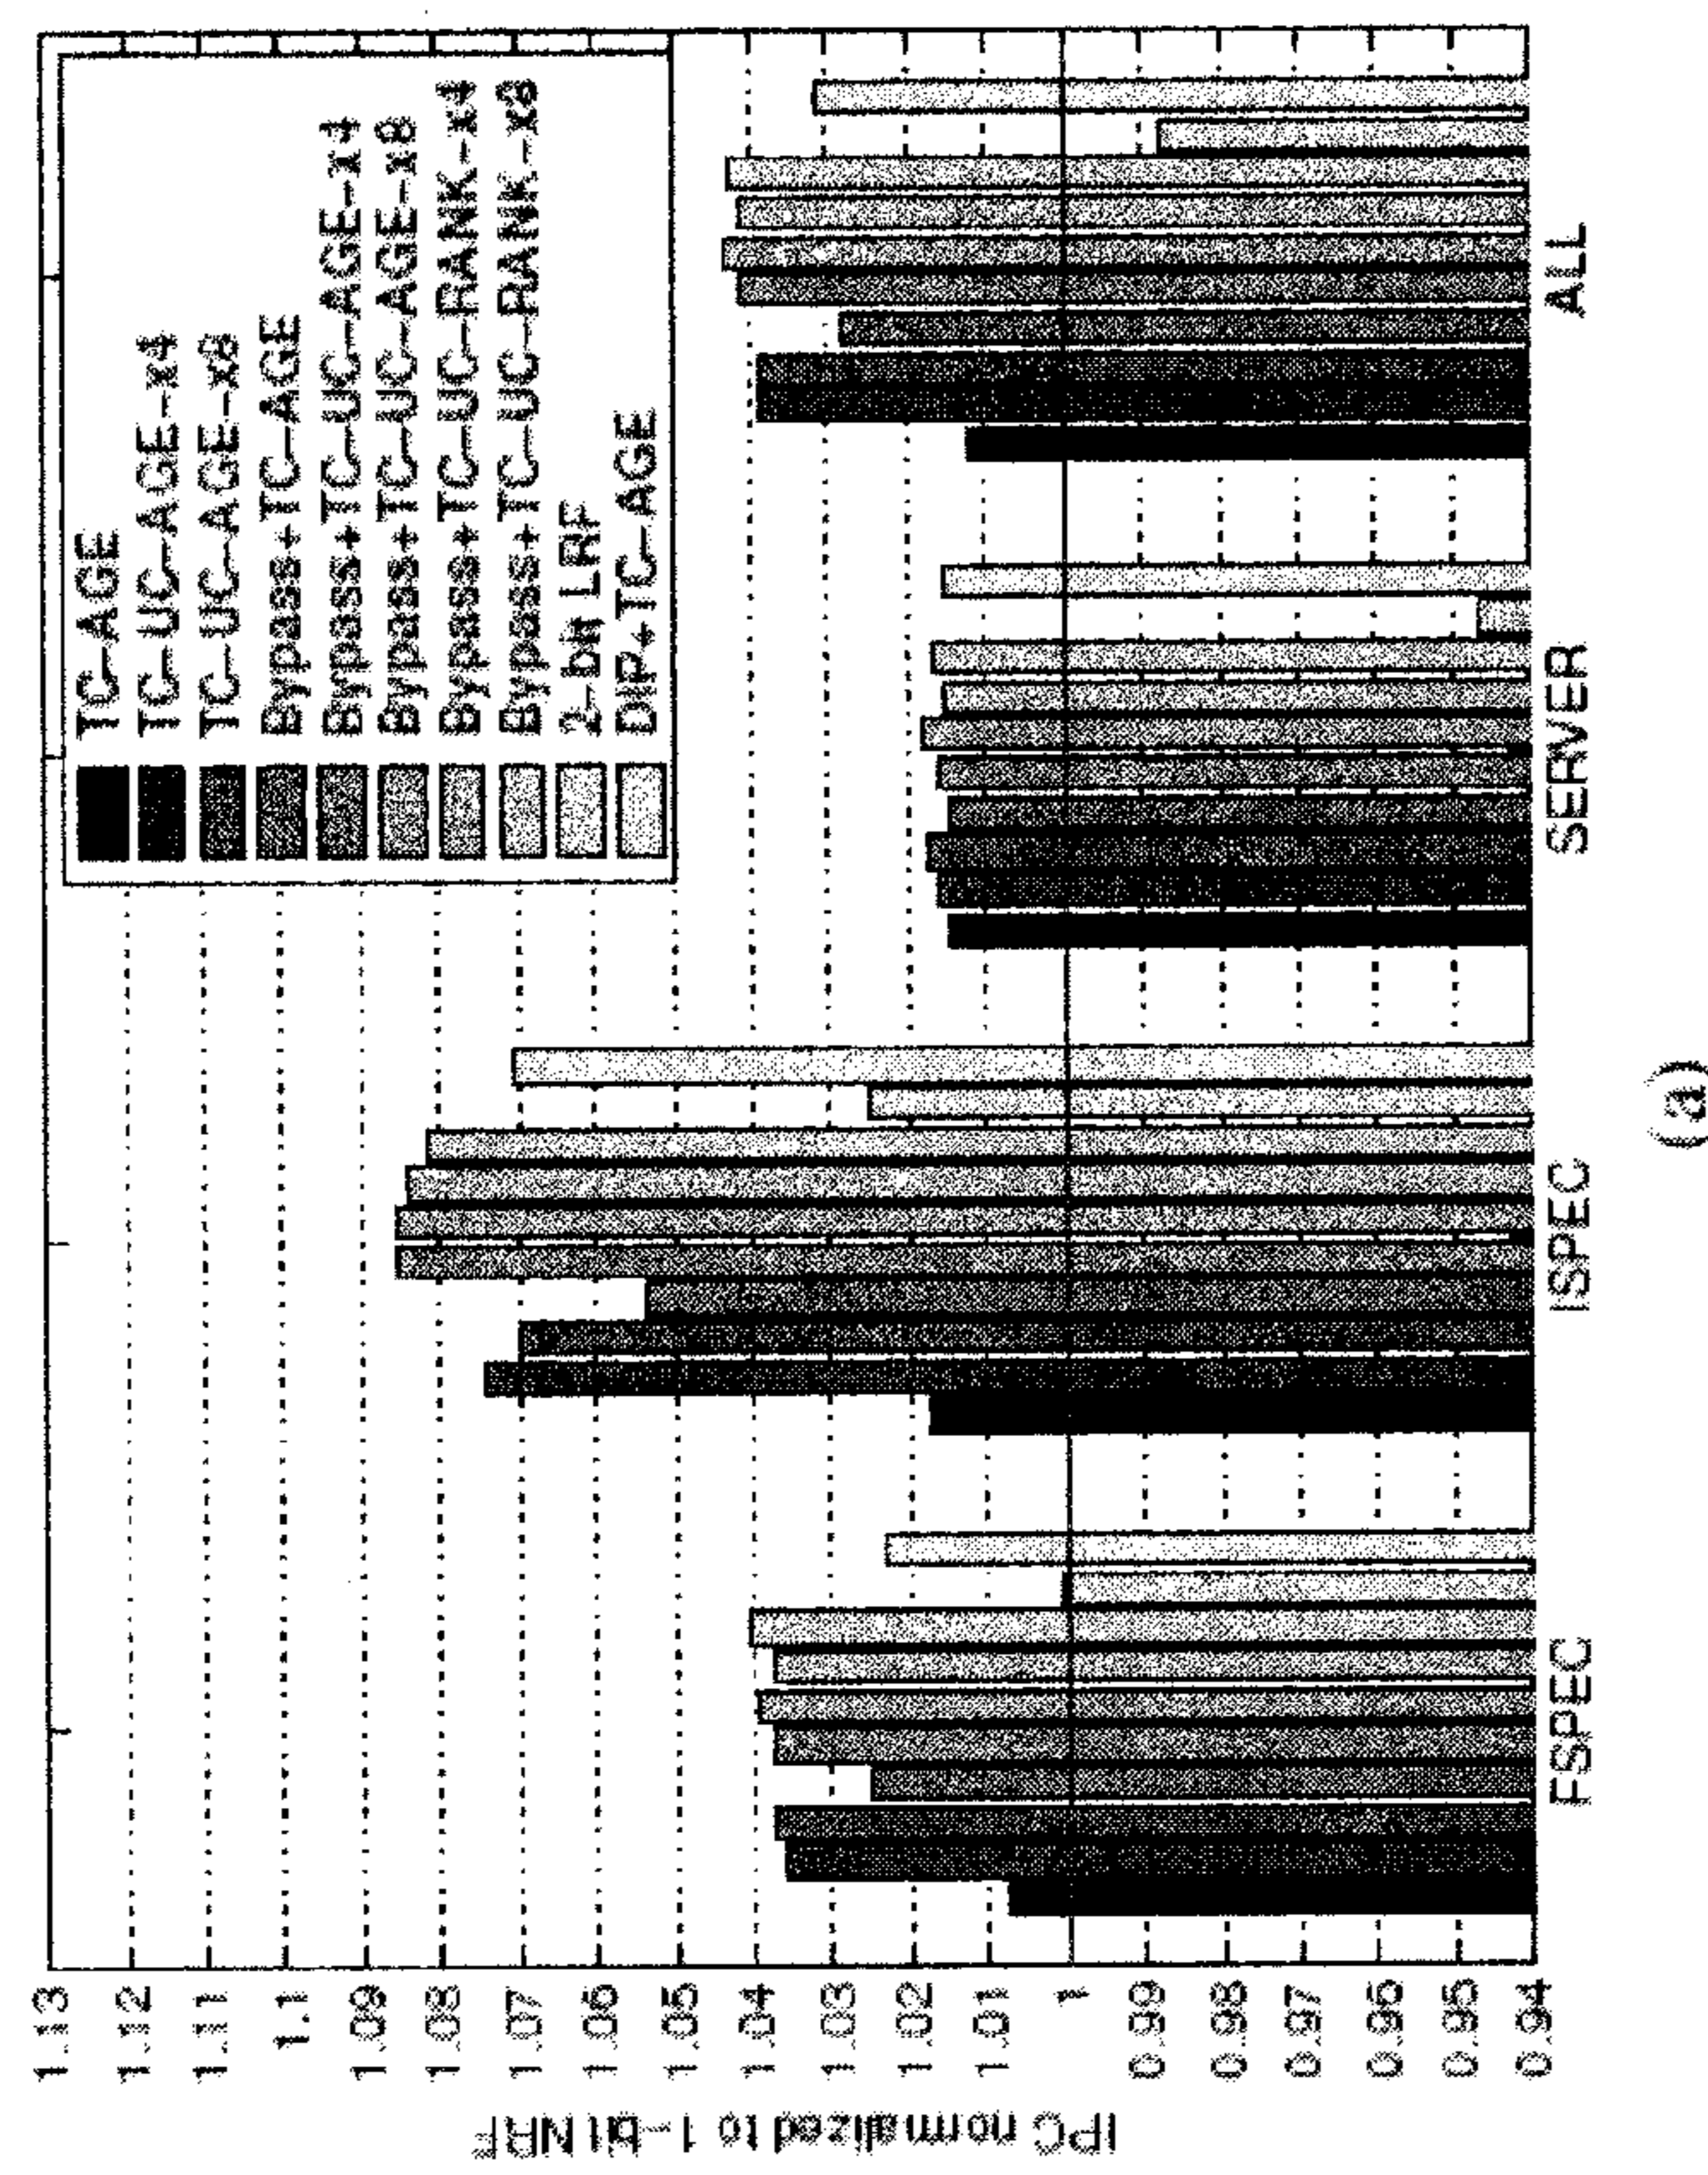 IPC normalized to 1-bit NRF
1.13
1.12
1.11
1.1
1.09
1.08
1.07
1.06
1.05
1.04
1.03
1.02
1.01
1
0.99
0.98
0.97
0.96
0.95
0.94
TC-AGE
TC-UC-AGE-x4
TC-UC-AGE-x8
Bypass+TC-AGE
Bypass+TC-UC-AGE-x4
Bypass+TC-UC-AGE-x8
Bypass+TC-UC-RANK-x4
Bypass+TC-UC-RANK-x8
2-bit LRF
DIP+TC-AGE
FSPEC
ISPEC
SERVER
ALL
(a)